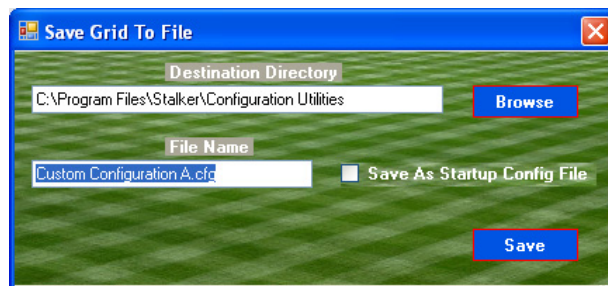 Save Grid To File
Destination Directory
C:\Program Files\Stalker\Configuration Utilities
Browse
File Name
Custom Configuration A.cfg
Save As Startup Config File
Save